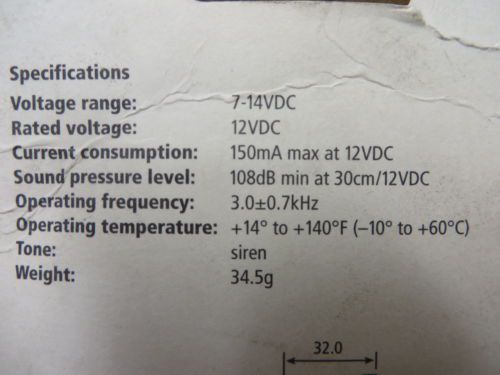 Specifications
Voltage range: 7-14VDC
Rated voltage: 12VDC
Current consumption: 150mA max at 12VDC
Sound pressure level: 108dB min at 30cm/12VDC
Operating frequency: 3.0±0.7kHz
Operating temperature: +14° to +140°F (–10° to +60°C)
Tone: siren
Weight: 34.5g
32.0